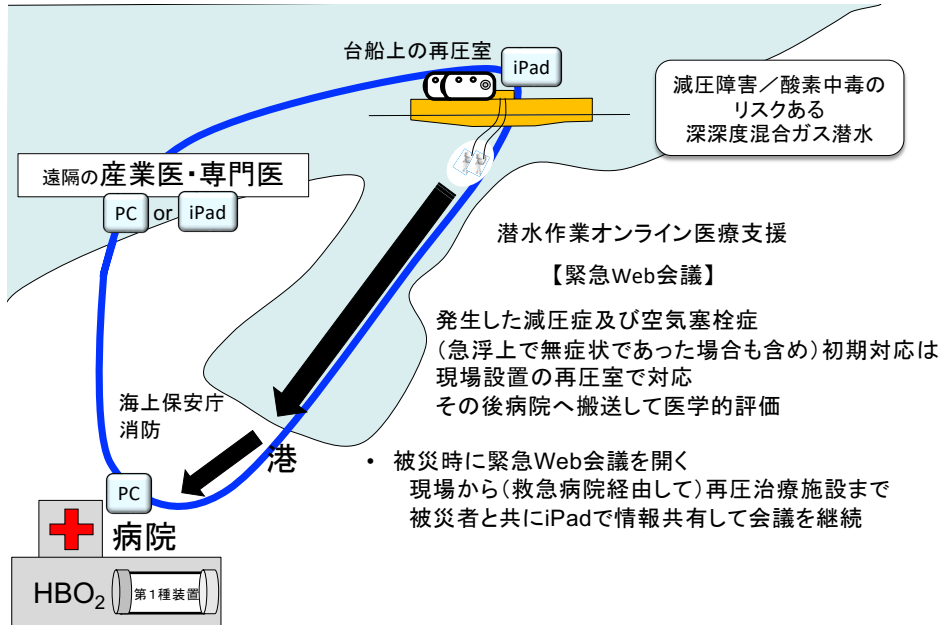 台船上の再圧室
iPad
減圧障害／酸素中毒の
リスクある
深深度混合ガス潜水
遠隔の産業医・専門医
PC or iPad
潜水作業オンライン医療支援
【緊急Web会議】
発生した減圧症及び空気塞栓症
（急浮上で無症状であった場合も含め）初期対応は
現場設置の再圧室で対応
その後病院へ搬送して医学的評価
海上保安庁
消防
港
• 被災時に緊急Web会議を開く
現場から（救急病院経由して）再圧治療施設まで
被災者と共にiPadで情報共有して会議を継続
PC
病院
HBO₂
第1種装置